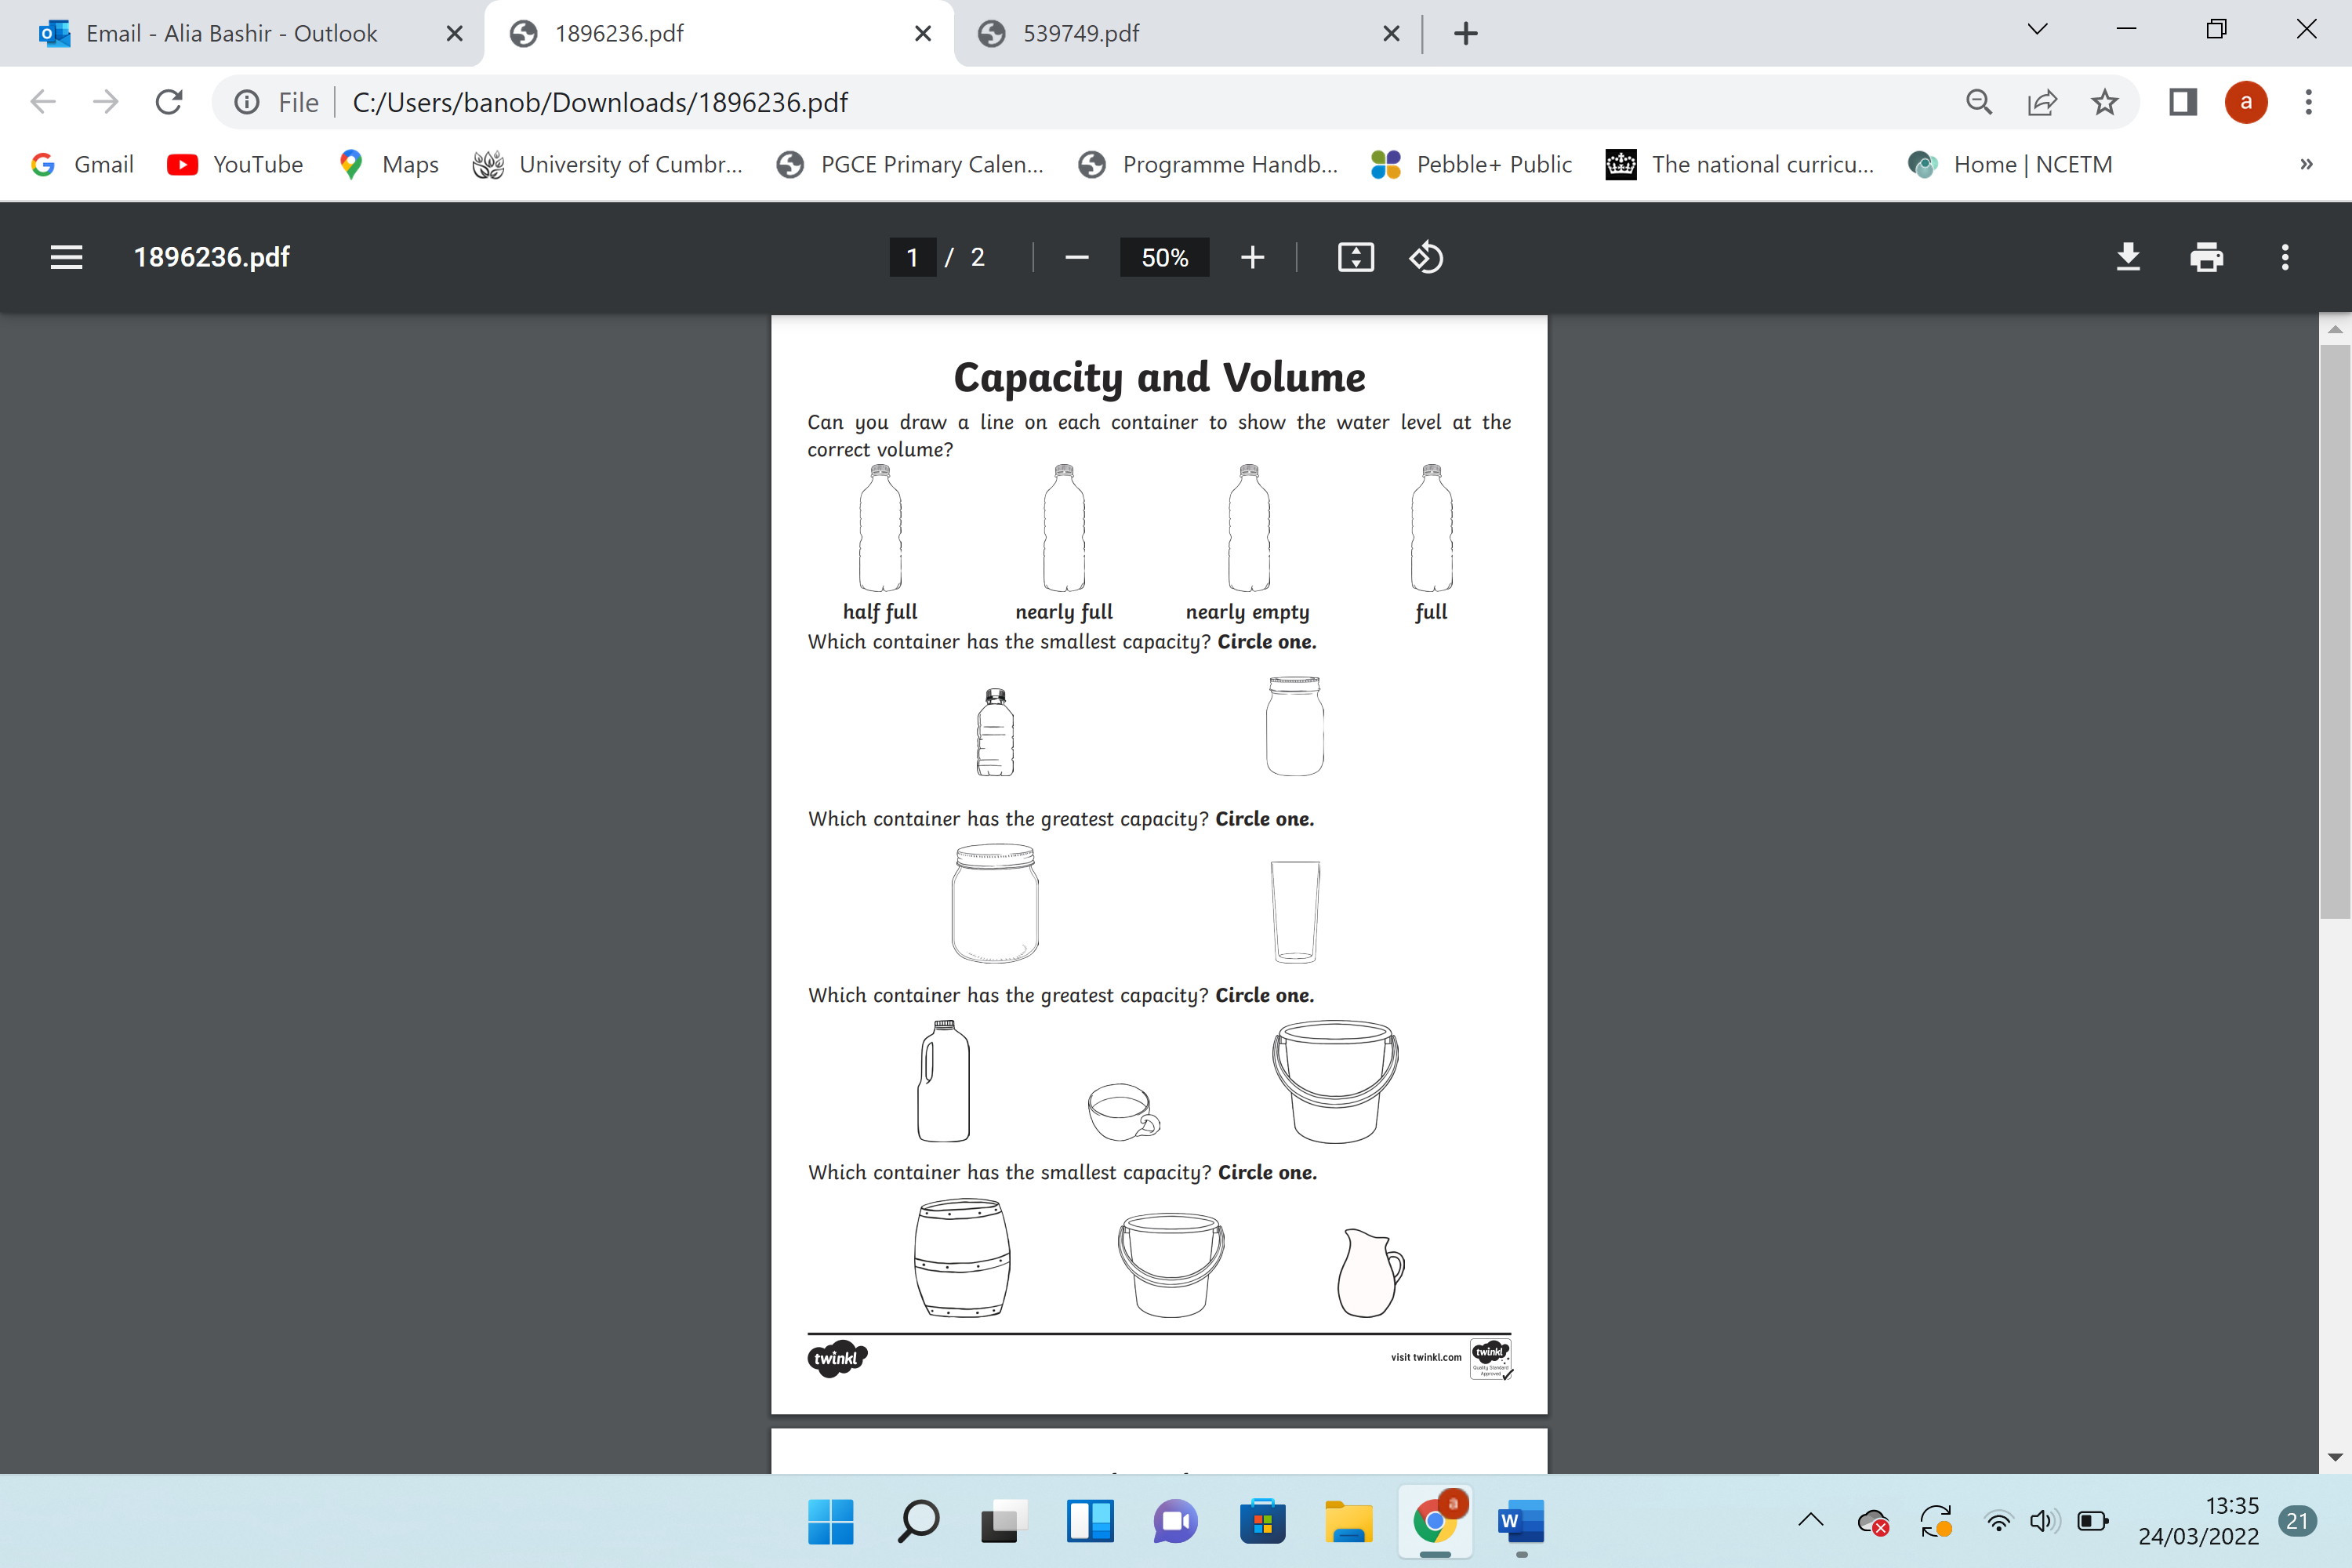 Email - Alia Bashir - Outlook
1896236.pdf
539749.pdf
File
C:/Users/banob/Downloads/1896236.pdf
a
Gmail
YouTube
Maps
University of Cumbr...
PGCE Primary Calen...
Programme Handb...
Pebble+ Public
The national curricu...
Home | NCETM
»
1896236.pdf
1 / 2
50%
Capacity and Volume
Can you draw a line on each container to show the water level at the
correct volume?
half full nearly full nearly empty full
Which container has the smallest capacity? Circle one.
Which container has the greatest capacity? Circle one.
Which container has the greatest capacity? Circle one.
Which container has the smallest capacity? Circle one.
twinkl
visit twinkl.com
twinkl
Quality Standard
Approved
a
W
13:35
24/03/2022
21